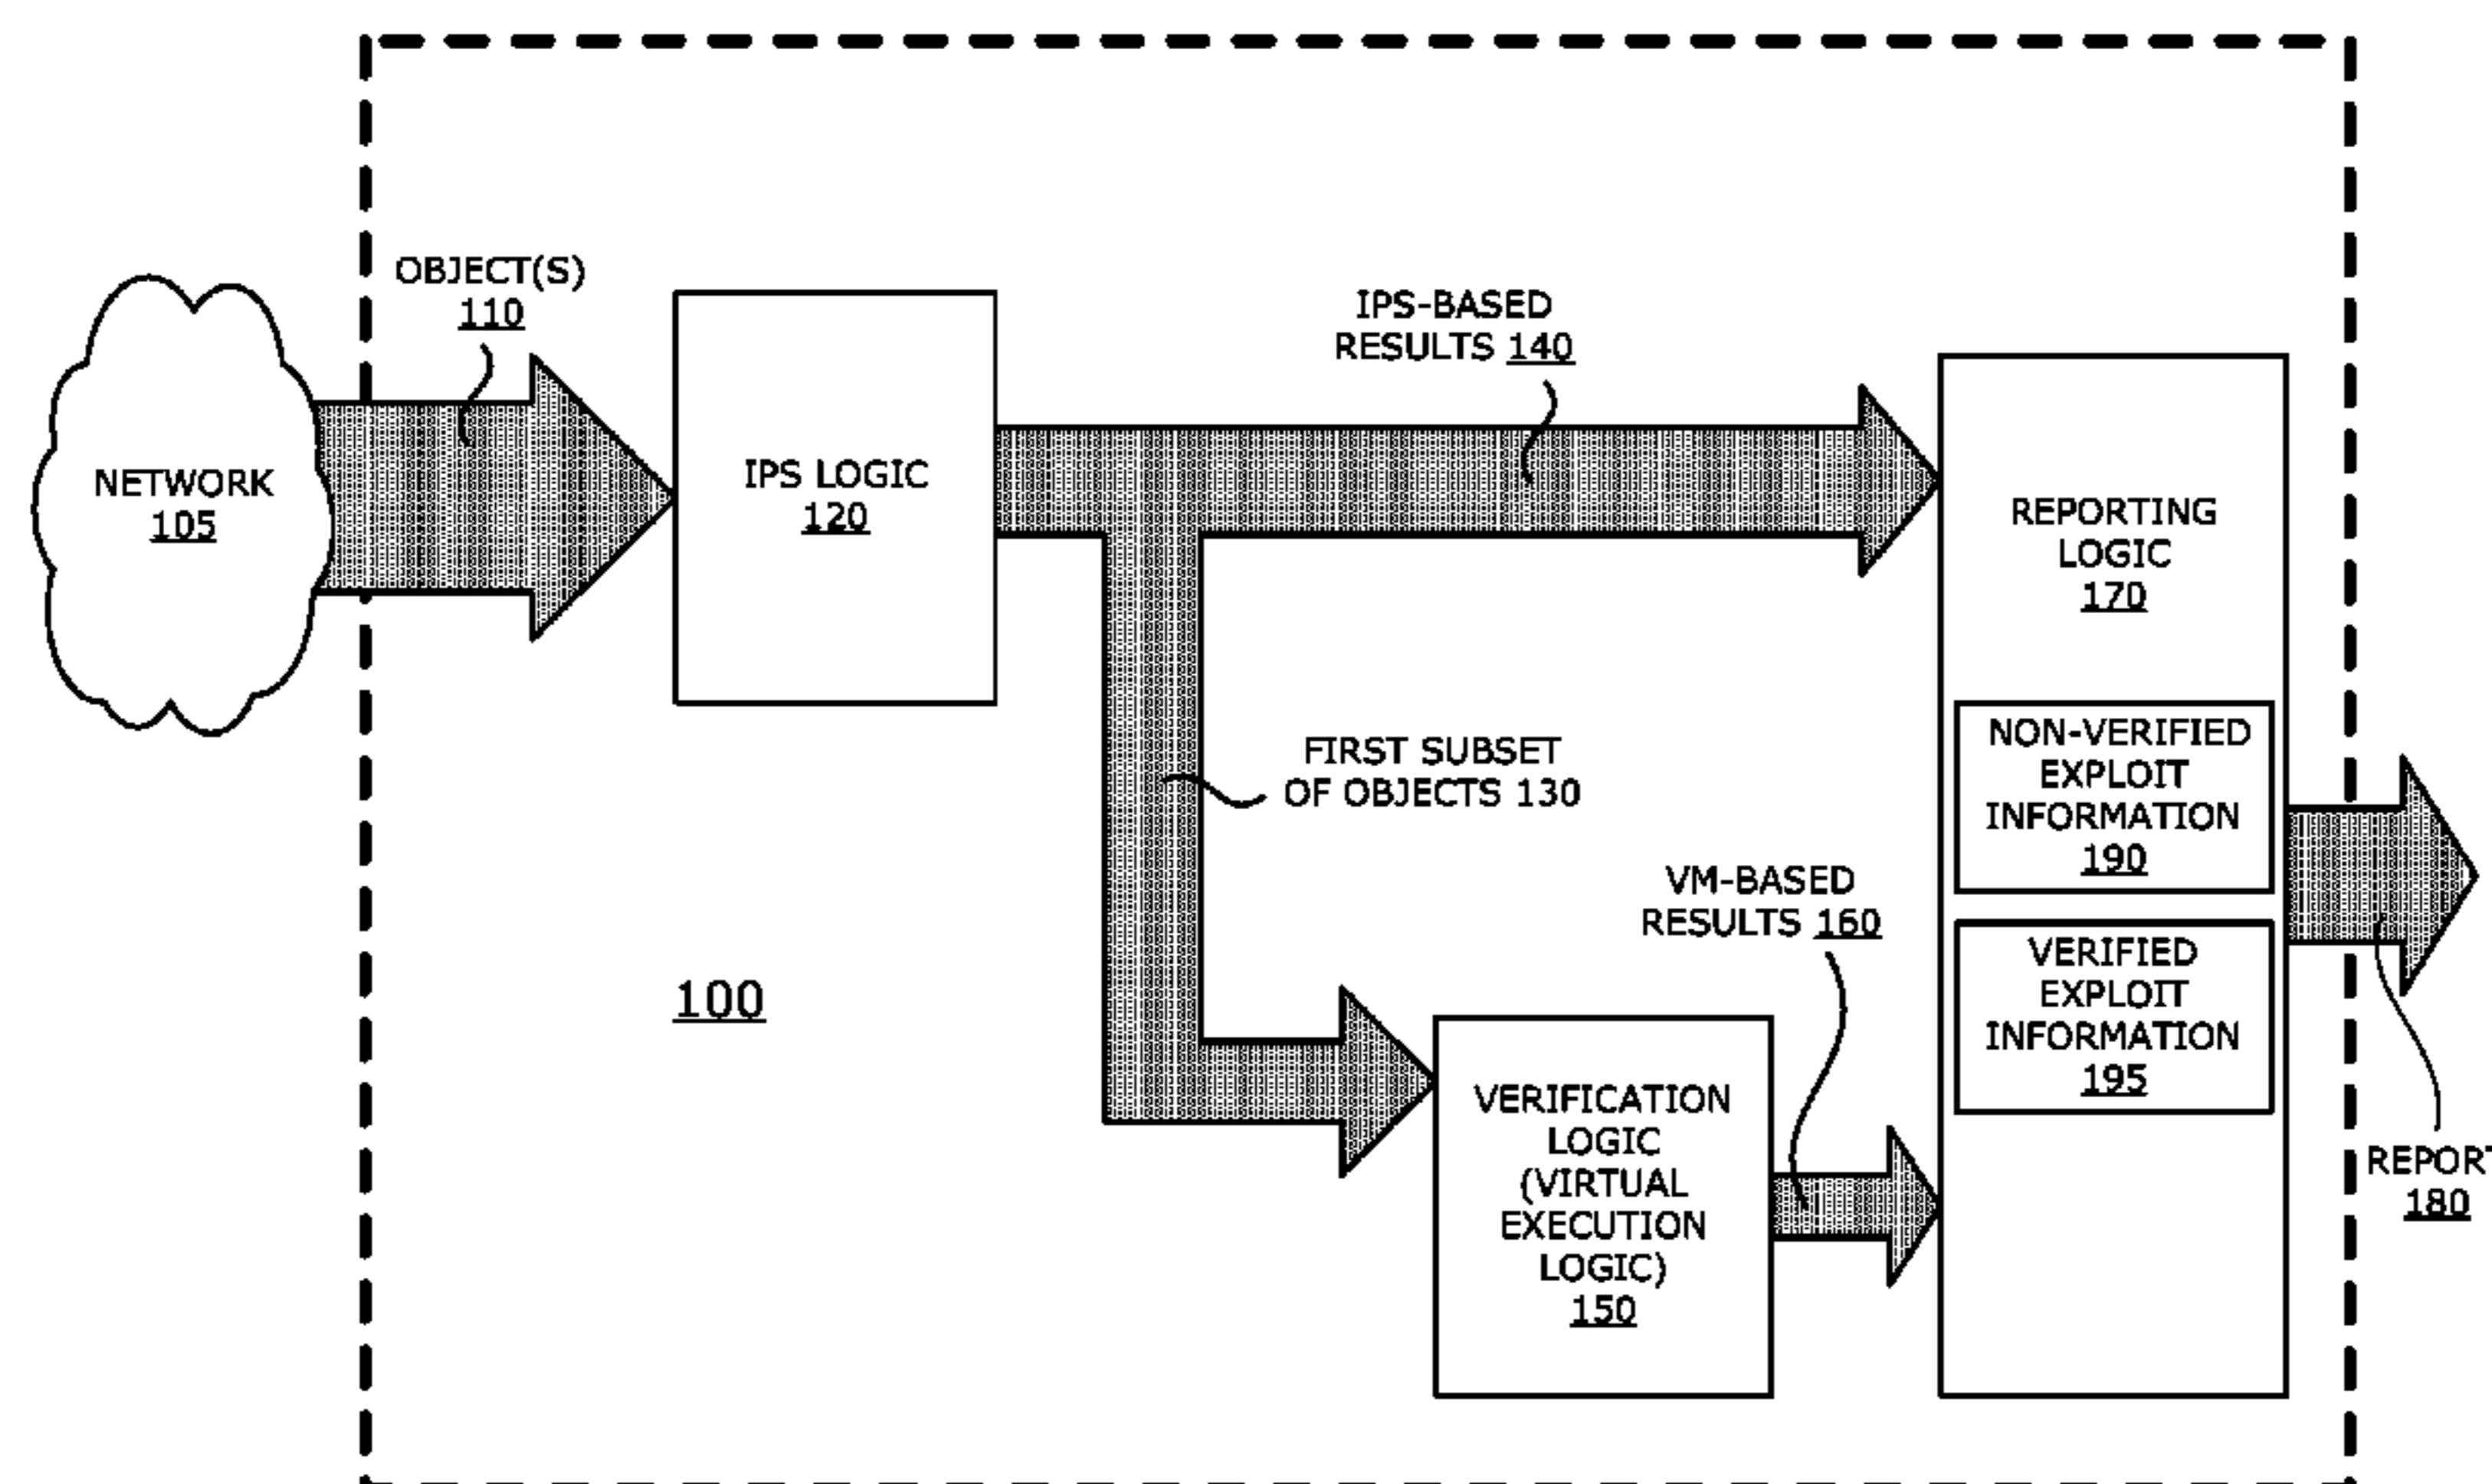 OBJECT(S)
110
NETWORK
105
IPS LOGIC
120
IPS-BASED
RESULTS 140
REPORTING
LOGIC
170
NON-VERIFIED
EXPLOIT
INFORMATION
190
VERIFIED
EXPLOIT
INFORMATION
195
FIRST SUBSET
OF OBJECTS 130
VM-BASED
RESULTS 160
100
VERIFICATION
LOGIC
(VIRTUAL
EXECUTION
LOGIC)
150
REPORT
180